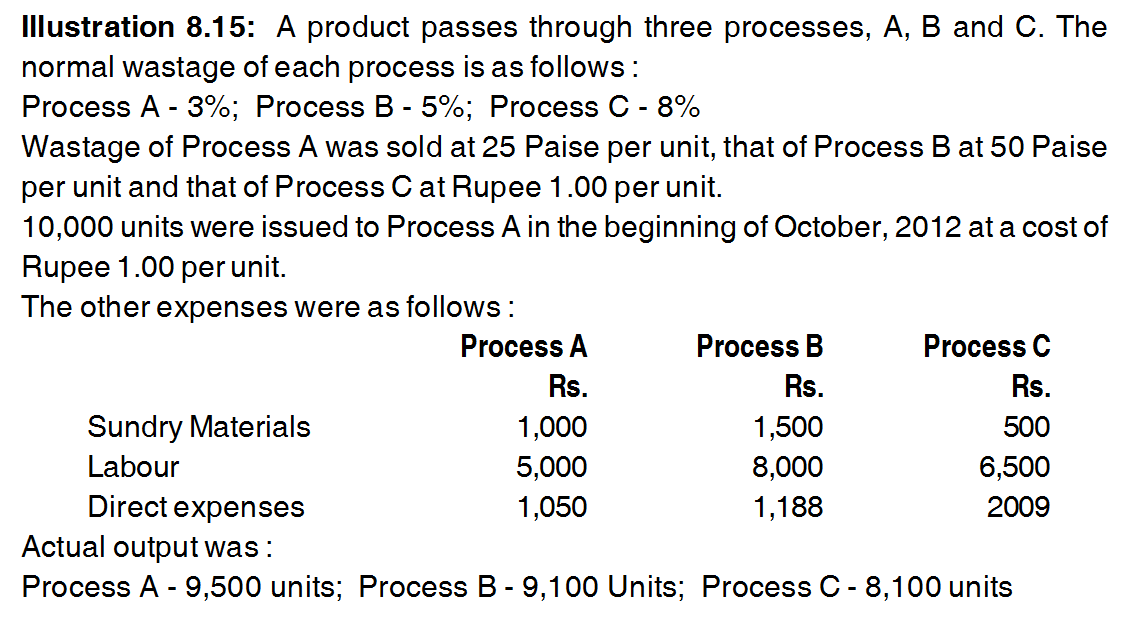 Illustration 8.15: A product passes through three processes, A, B and C. The
normal wastage of each process is as follows :
Process A - 3%; Process B - 5%; Process C - 8%
Wastage of Process A was sold at 25 Paise per unit, that of Process B at 50 Paise
per unit and that of Process C at Rupee 1.00 per unit.
10,000 units were issued to Process A in the beginning of October, 2012 at a cost of
Rupee 1.00 per unit.
The other expenses were as follows :
Process A Process B Process C
Rs. Rs. Rs.
Sundry Materials 1,000 1,500 500
Labour 5,000 8,000 6,500
Direct expenses 1,050 1,188 2009
Actual output was :
Process A - 9,500 units; Process B - 9,100 Units; Process C - 8,100 units